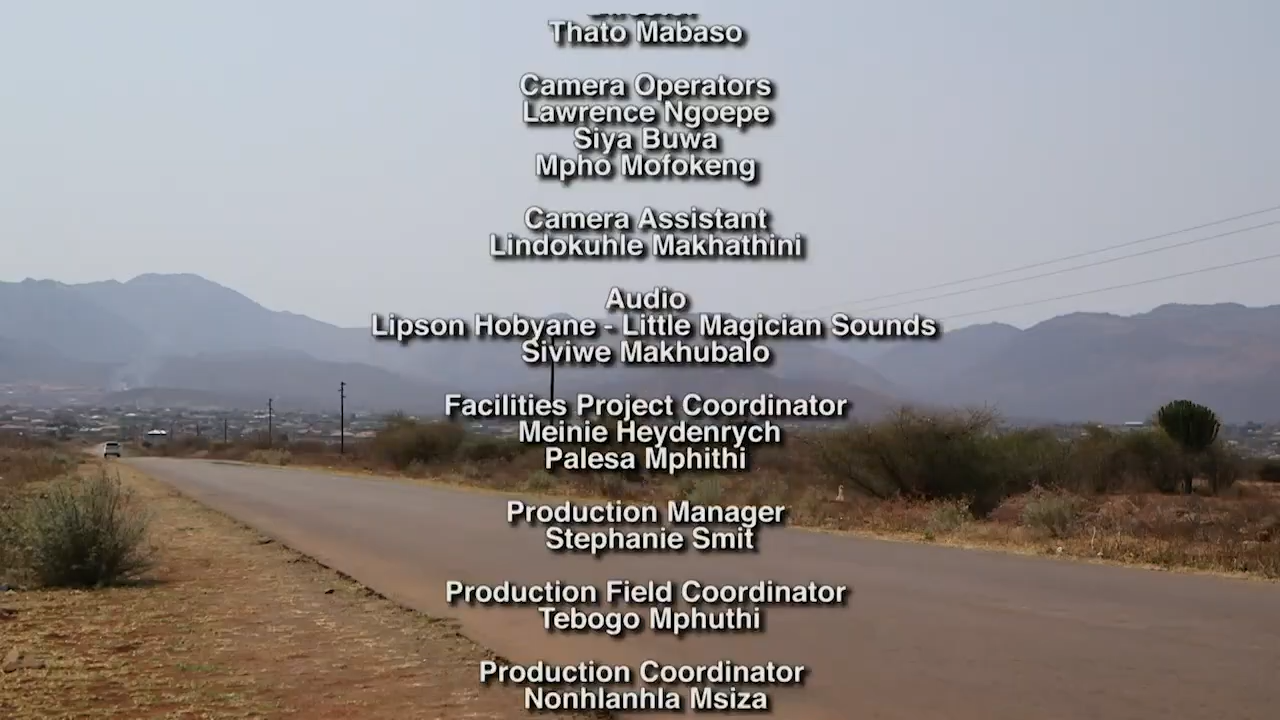 Thato Mabaso
Camera Operators
Lawrence Ngoepe
Siya Buwa
Mpho Mofokeng
Camera Assistant
Lindokuhle Makhathini
Audio
Lipson Hobyane - Little Magician Sounds
Siviwe Makhubalo
Facilities Project Coordinator
Meinie Heydenrych
Palesa Mphithi
Production Manager
Stephanie Smit
Production Field Coordinator
Tebogo Mphuthi
Production Coordinator
Nonhlanhla Msiza